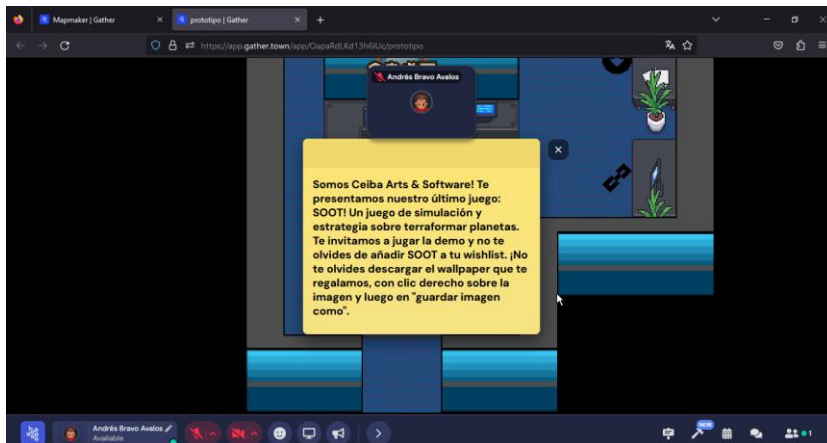 Mapmaker | Gather
prototipo | Gather
https://app.gather.town/app/OapaRdLKd13h6lUc/prototipo
Andrés Bravo Avalos
Somos Ceiba Arts & Software! Te
presentamos nuestro último juego:
SOOT! Un juego de simulación y
estrategia sobre terraformar planetas.
Te invitamos a jugar la demo y no te
olvides de añadir SOOT a tu wishlist. ¡No
te olvides descargar el wallpaper que te
regalamos, con clic derecho sobre la
imagen y luego en "guardar imagen
como".
Andrés Bravo Avalos
Available
NEW
1